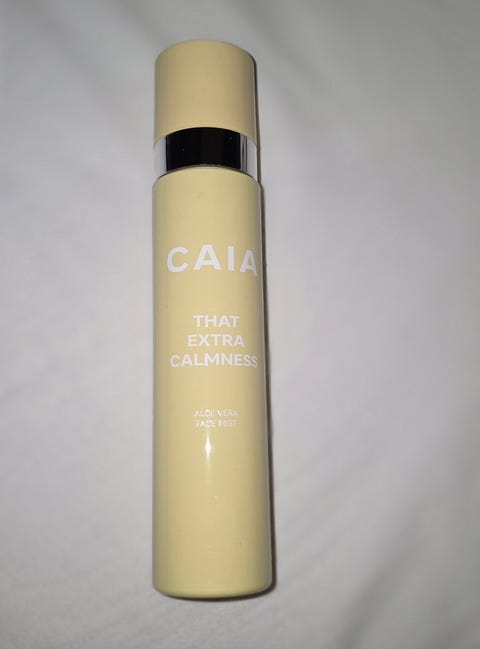 CAIA
THAT
EXTRA
CALMNESS
ALOE VERA
FACE MIST